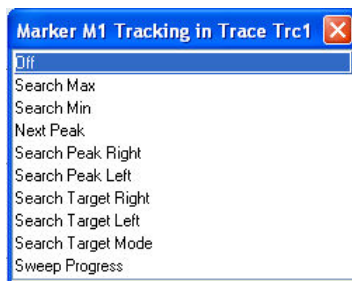 Marker M1 Tracking in Trace Trc1
Off
Search Max
Search Min
Next Peak
Search Peak Right
Search Peak Left
Search Target Right
Search Target Left
Search Target Mode
Sweep Progress